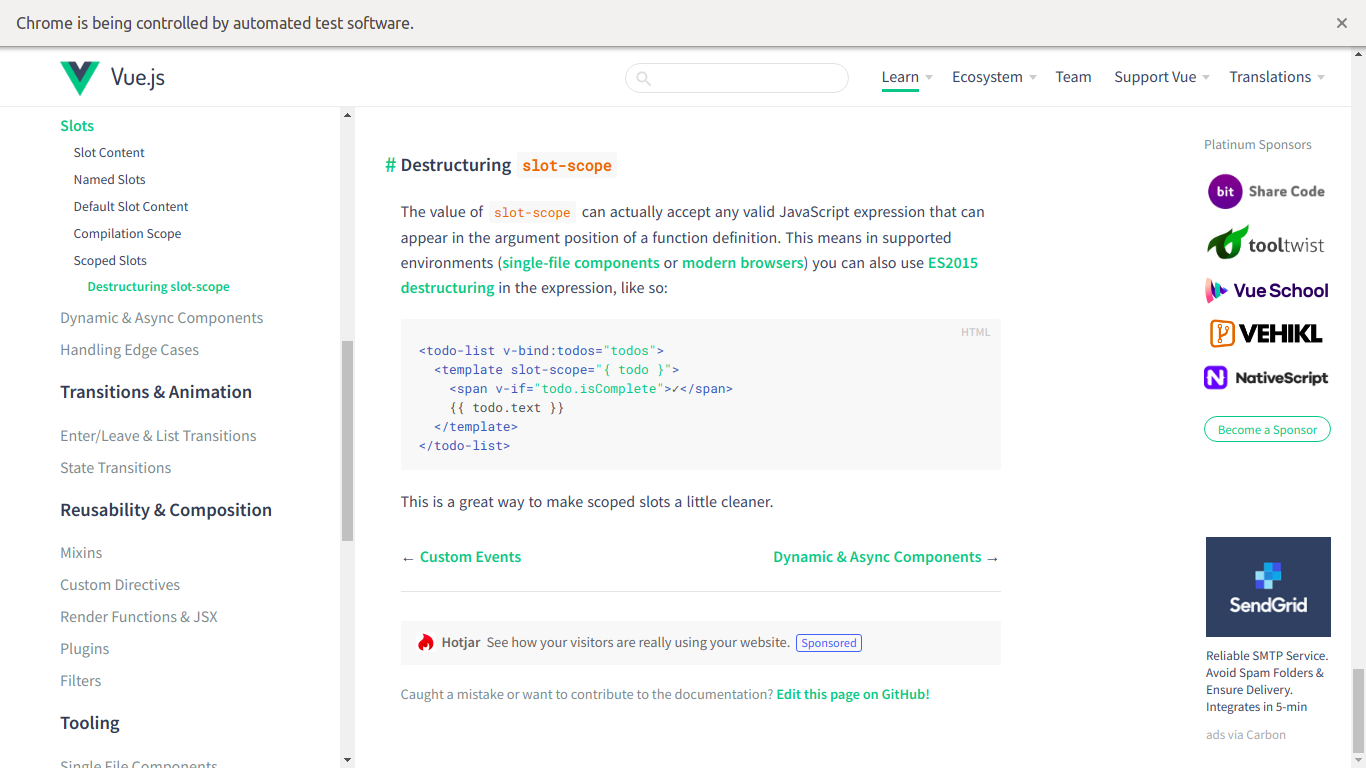 Chrome is being controlled by automated test software.
Vue.js
Learn
Ecosystem
Team
Support Vue
Translations
Slots
Slot Content
Named Slots
Default Slot Content
Compilation Scope
Scoped Slots
Destructuring slot-scope
Dynamic & Async Components
Handling Edge Cases
Transitions & Animation
Enter/Leave & List Transitions
State Transitions
Reusability & Composition
Mixins
Custom Directives
Render Functions & JSX
Plugins
Filters
Tooling
Single File Components
# Destructuring slot-scope
The value of slot-scope can actually accept any valid JavaScript expression that can
appear in the argument position of a function definition. This means in supported
environments (single-file components or modern browsers) you can also use ES2015
destructuring in the expression, like so:
HTML
<todo-list v-bind:todos="todos">
  <template slot-scope="{ todo }">
    <span v-if="todo.isComplete">✓</span>
    {{ todo.text }}
  </template>
</todo-list>
This is a great way to make scoped slots a little cleaner.
← Custom Events
Dynamic & Async Components →
Hotjar See how your visitors are really using your website. Sponsored
Caught a mistake or want to contribute to the documentation? Edit this page on GitHub!
Platinum Sponsors
bit Share Code
tooltwist
Vue School
VEHIKL
NativeScript
Become a Sponsor
SendGrid
Reliable SMTP Service.
Avoid Spam Folders &
Ensure Delivery.
Integrates in 5-min
ads via Carbon